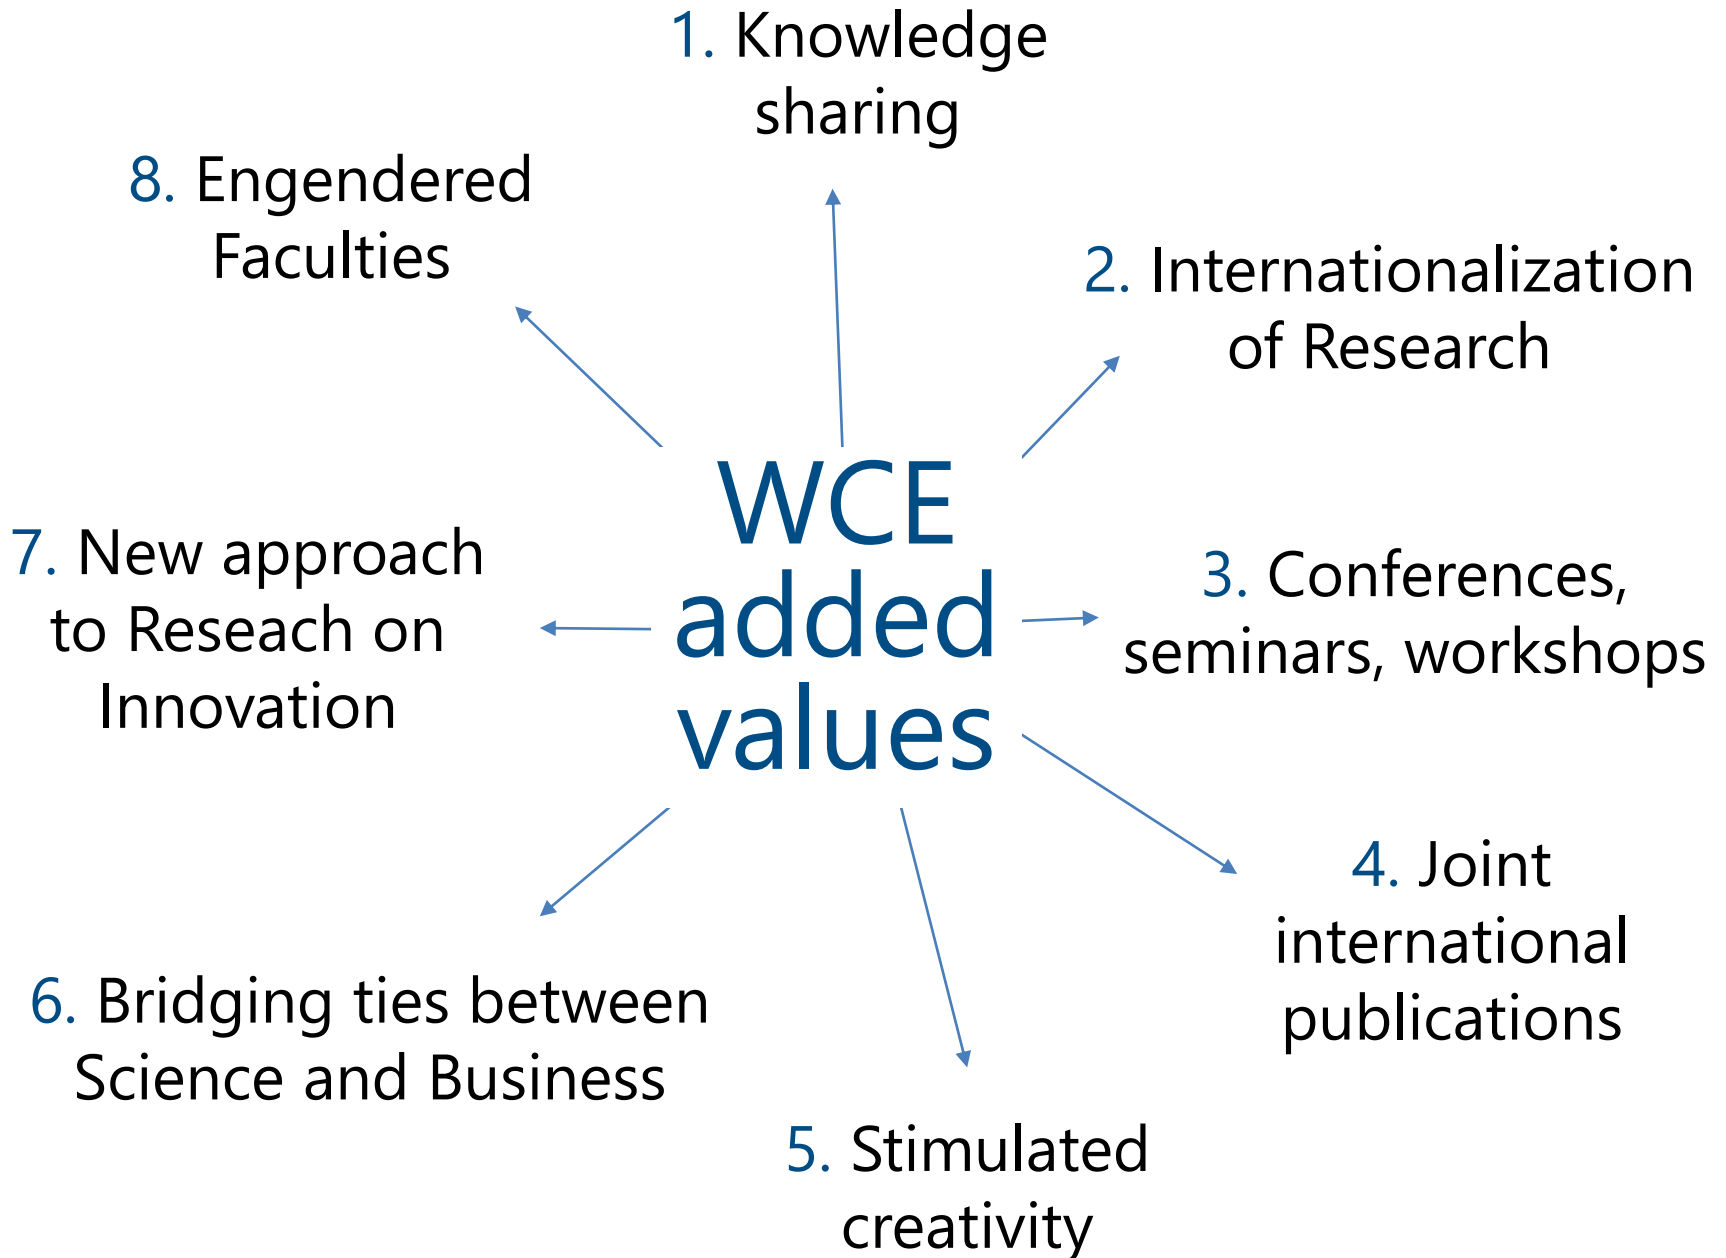 1. Knowledge
sharing
8. Engendered
Faculties
2. Internationalization
of Research
WCE
added
values
7. New approach
to Reseach on
Innovation
3. Conferences,
seminars, workshops
4. Joint
international
publications
6. Bridging ties between
Science and Business
5. Stimulated
creativity